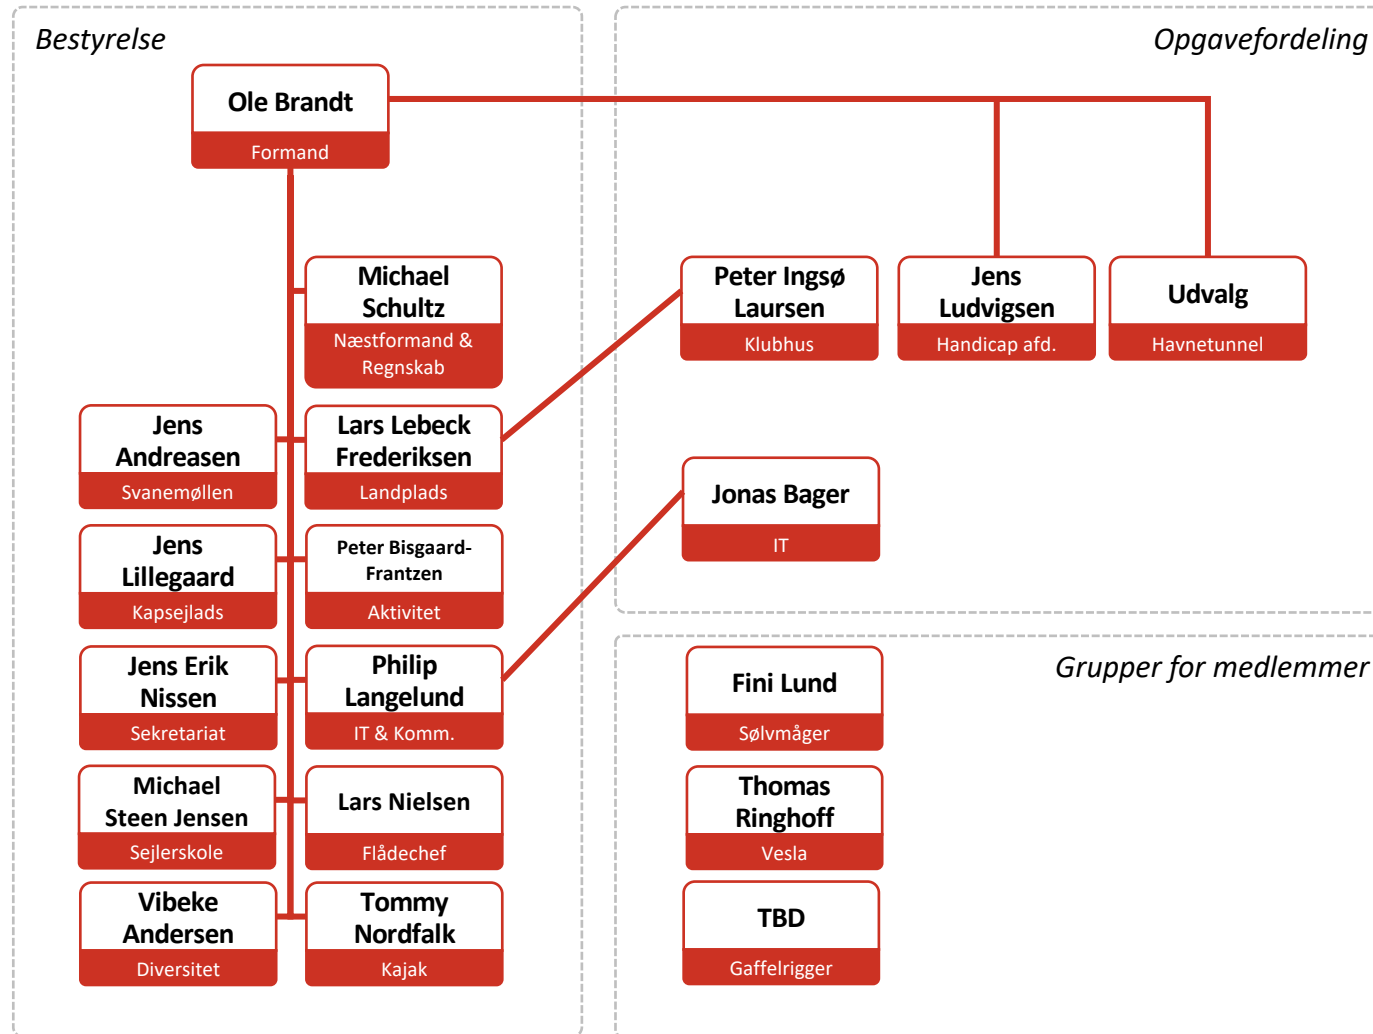 Bestyrelse
Ole Brandt
Formand
Michael
Schultz
Næstformand &
Regnskab
Jens
Andreasen
Svanemøllen
Lars Lebeck
Frederiksen
Landplads
Jens
Lillegaard
Kapsejlads
Peter Bisgaard-
Frantzen
Aktivitet
Jens Erik
Nissen
Sekretariat
Philip
Langelund
IT & Komm.
Michael
Steen Jensen
Sejlerskole
Lars Nielsen
Flådechef
Vibeke
Andersen
Diversitet
Tommy
Nordfalk
Kajak
Opgavefordeling
Peter Ingsø
Laursen
Klubhus
Jens
Ludvigsen
Handicap afd.
Udvalg
Havnetunnel
Jonas Bager
IT
Grupper for medlemmer
Fini Lund
Sølvmåger
Thomas
Ringhoff
Vesla
TBD
Gaffelrigger